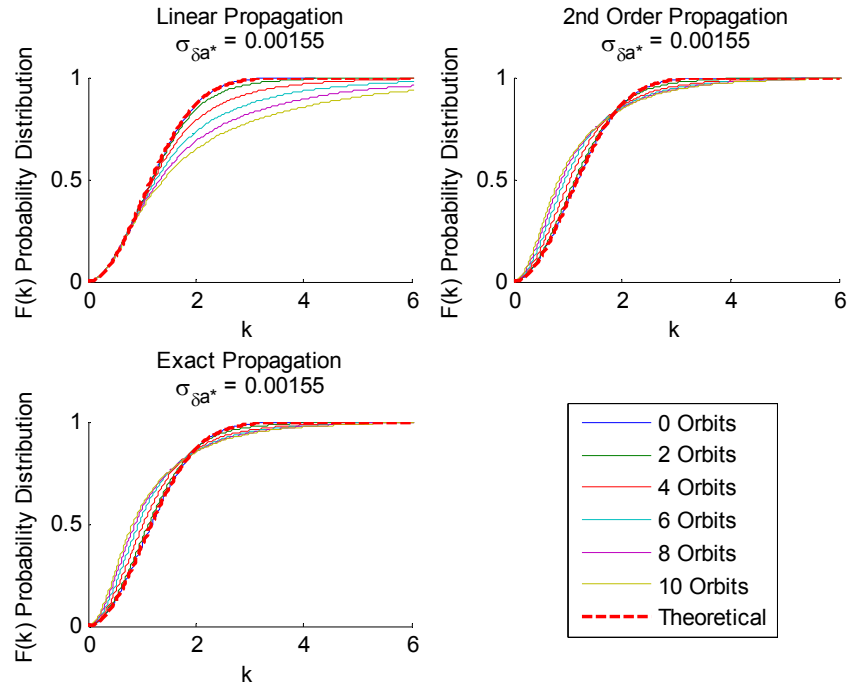 Linear Propagation
σδa* = 0.00155
F(k) Probability Distribution
1
0.5
0
0 2 4 6
k
2nd Order Propagation
σδa* = 0.00155
F(k) Probability Distribution
1
0.5
0
0 2 4 6
k
Exact Propagation
σδa* = 0.00155
F(k) Probability Distribution
1
0.5
0
0 2 4 6
k
0 Orbits
2 Orbits
4 Orbits
6 Orbits
8 Orbits
10 Orbits
Theoretical